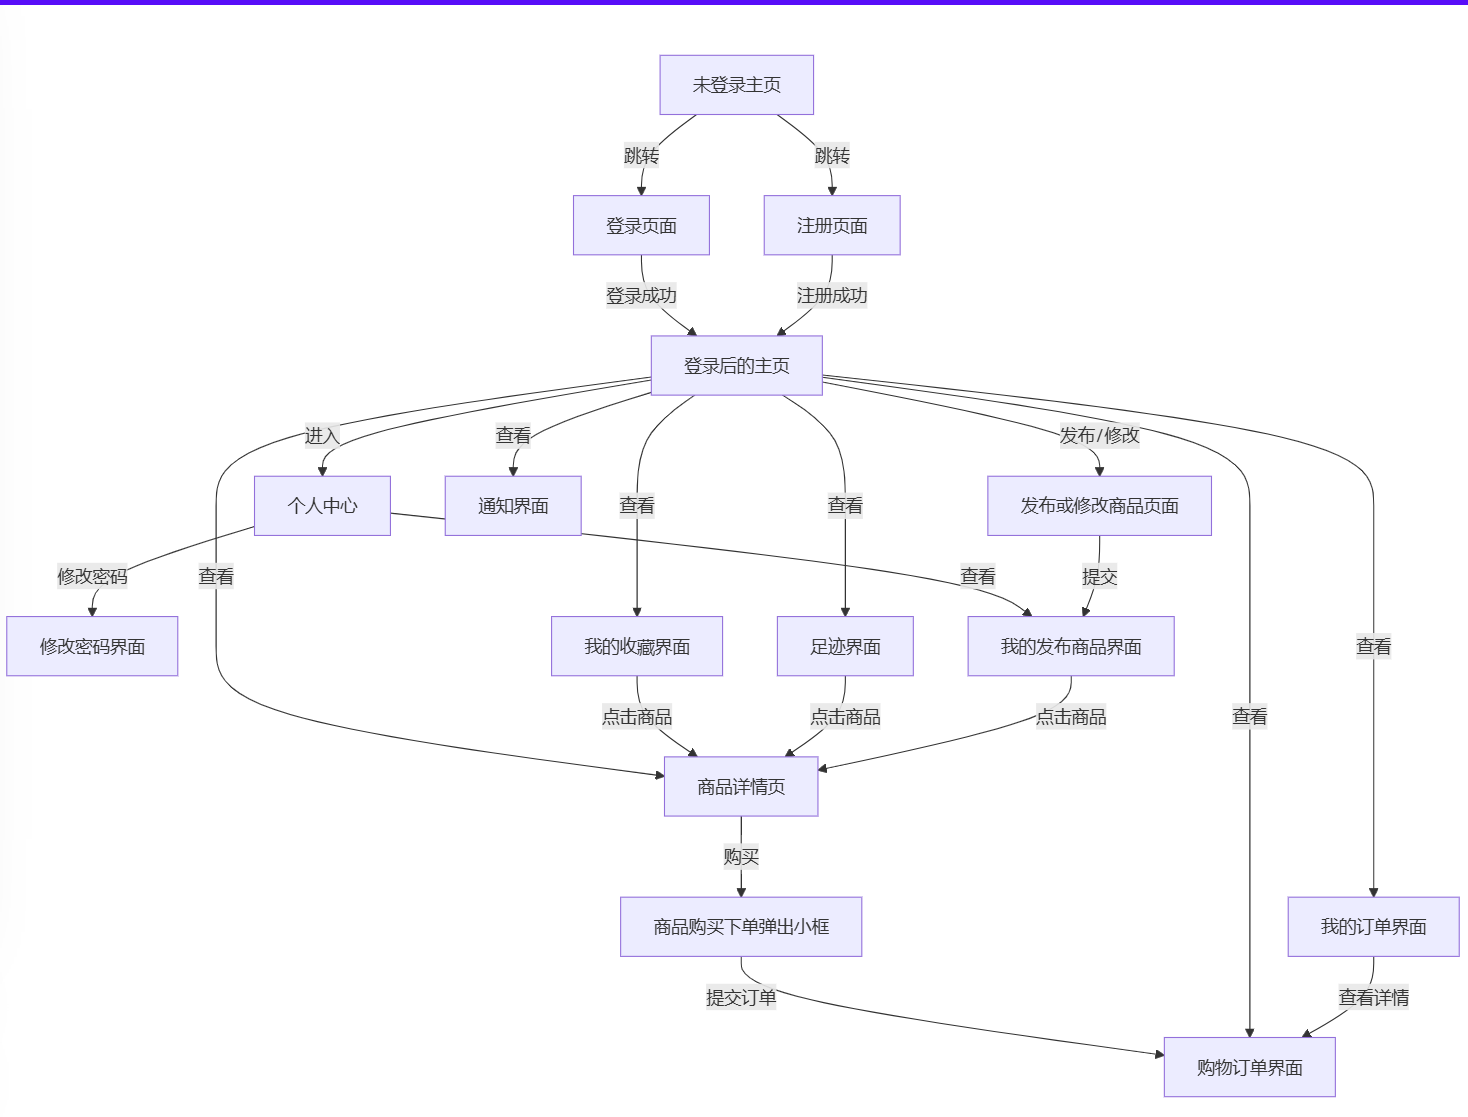 未登录主页
跳转
跳转
登录页面
注册页面
登录成功
注册成功
登录后的主页
进入
查看
发布/修改
个人中心
通知界面
查看
查看
发布或修改商品页面
修改密码
查看
查看
提交
修改密码界面
我的收藏界面
足迹界面
我的发布商品界面
查看
点击商品
点击商品
点击商品
查看
商品详情页
购买
商品购买下单弹出小框
我的订单界面
提交订单
查看详情
购物订单界面